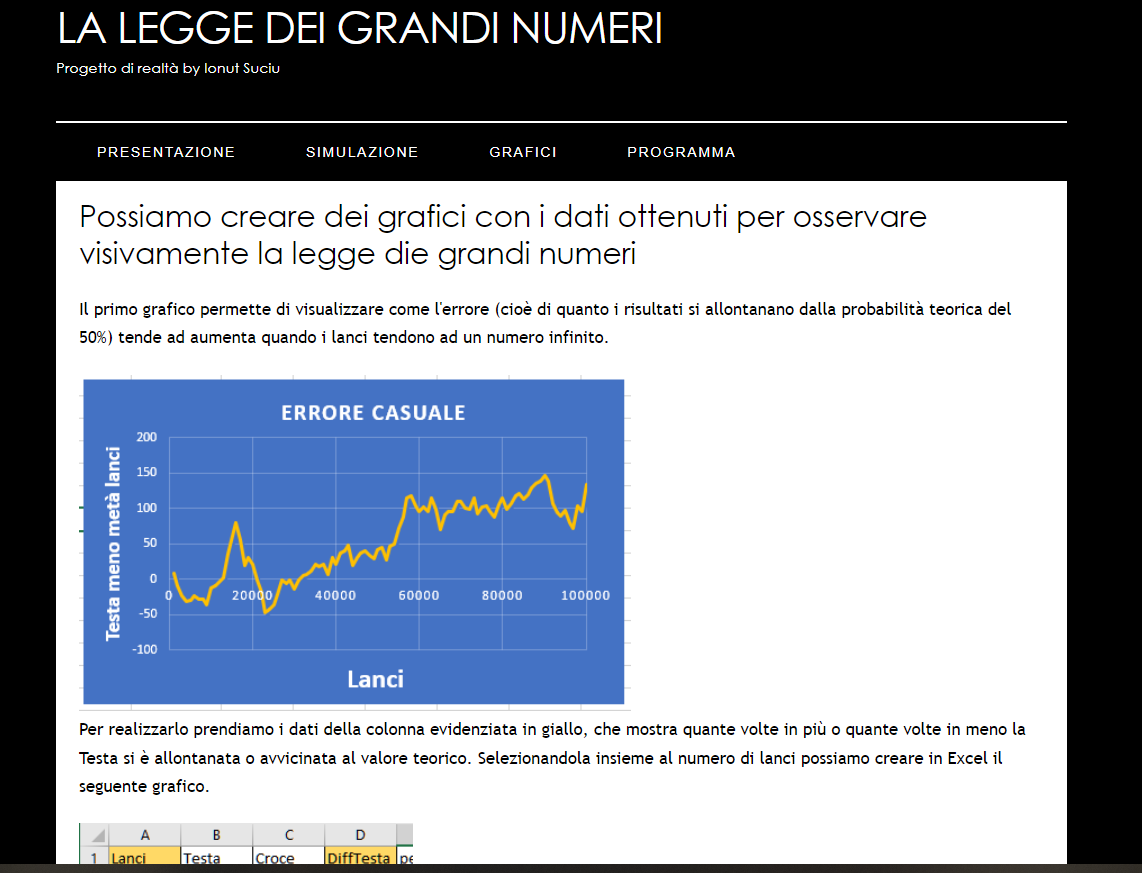 LA LEGGE DEI GRANDI NUMERI
Progetto di realtà by Ionut Suciu
PRESENTAZIONE SIMULAZIONE GRAFICI PROGRAMMA
Possiamo creare dei grafici con i dati ottenuti per osservare
visivamente la legge die grandi numeri
Il primo grafico permette di visualizzare come l'errore (cioè di quanto i risultati si allontanano dalla probabilità teorica del
50%) tende ad aumenta quando i lanci tendono ad un numero infinito.
ERRORE CASUALE
Testa meno metà lanci
200
150
100
50
0
-50
-100
0 20000 40000 60000 80000 100000
Lanci
Per realizzarlo prendiamo i dati della colonna evidenziata in giallo, che mostra quante volte in più o quante volte in meno la
Testa si è allontanata o avvicinata al valore teorico. Selezionandola insieme al numero di lanci possiamo creare in Excel il
seguente grafico.
A B C D
1 Lanci Testa Croce DiffTesta pe